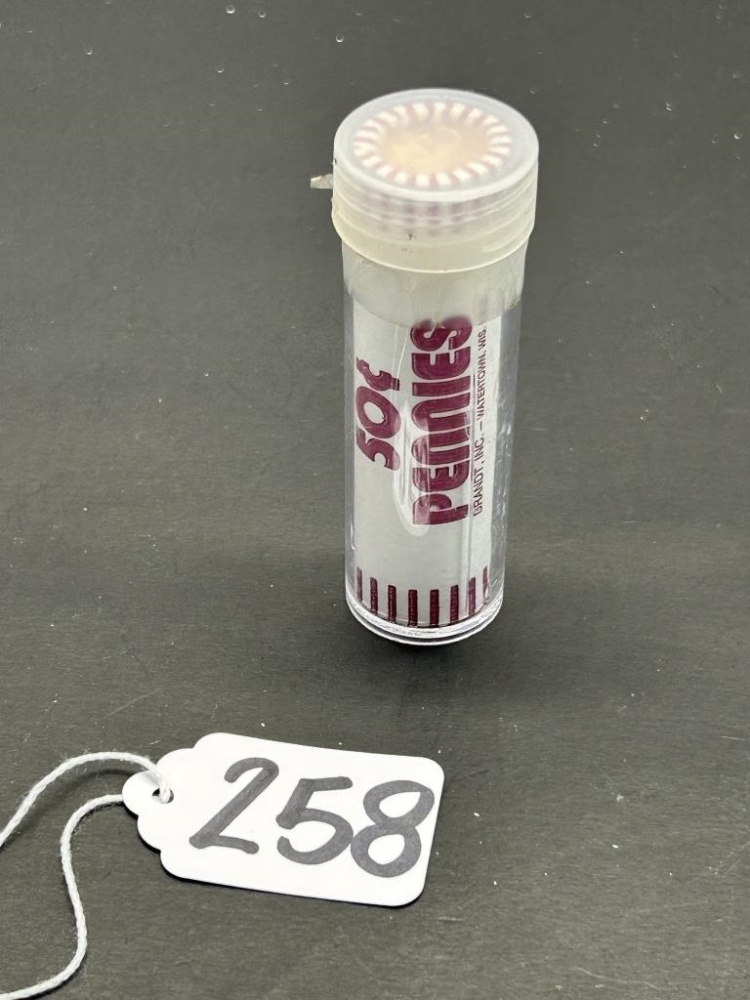 50¢
PENNIES
BRANDT, INC. — WATERTOWN, WIS.
258